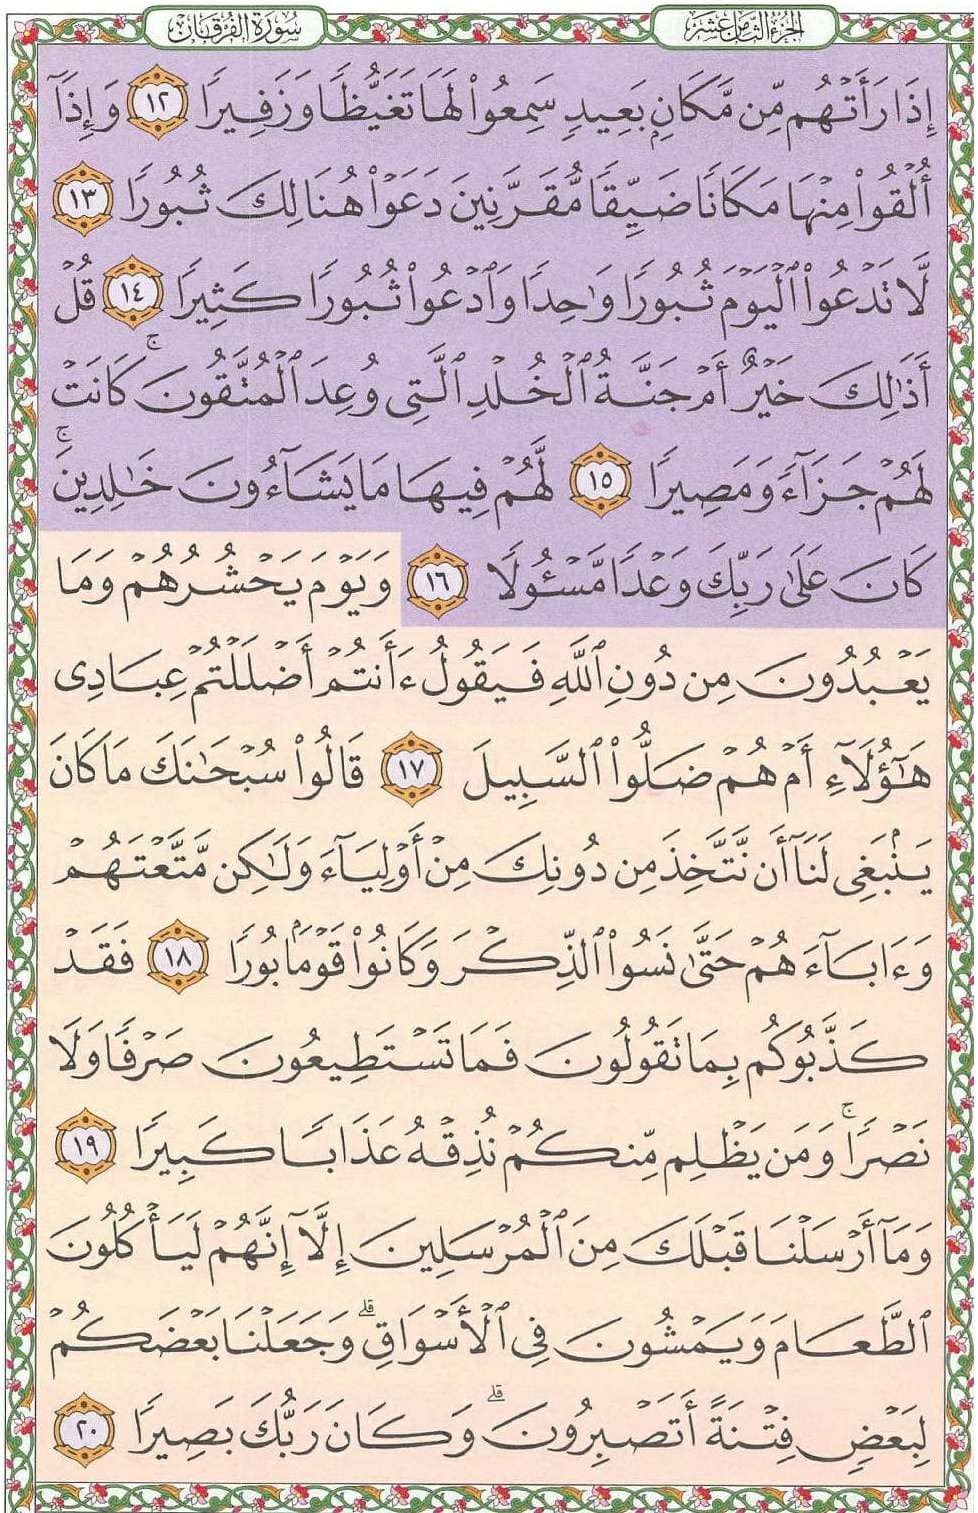 الجزء الثامن عشر
سورة الفرقان
إِذَا رَأَتْهُم مِّن مَّكَانٍۭ بَعِيدٍ سَمِعُوا۟ لَهَا تَغَيُّظًا وَزَفِيرًا ١٢ وَإِذَآ
أُلْقُوا۟ مِنْهَا مَكَانًا ضَيِّقًا مُّقَرَّنِينَ دَعَوْا۟ هُنَالِكَ ثُبُورًا ١٣
لَّا تَدْعُوا۟ ٱلْيَوْمَ ثُبُورًا وَٰحِدًا وَٱدْعُوا۟ ثُبُورًا كَثِيرًا ١٤ قُلْ
أَذَٰلِكَ خَيْرٌ أَمْ جَنَّةُ ٱلْخُلْدِ ٱلَّتِى وُعِدَ ٱلْمُتَّقُونَ ۚ كَانَتْ
لَهُمْ جَزَآءً وَمَصِيرًا ١٥ لَّهُمْ فِيهَا مَا يَشَآءُونَ خَٰلِدِينَ ۚ
كَانَ عَلَىٰ رَبِّكَ وَعْدًا مَّسْـُٔولًا ١٦ وَيَوْمَ يَحْشُرُهُمْ وَمَا
يَعْبُدُونَ مِن دُونِ ٱللَّهِ فَيَقُولُ ءَأَنتُمْ أَضْلَلْتُمْ عِبَادِى
هَٰٓؤُلَآءِ أَمْ هُمْ ضَلُّوا۟ ٱلسَّبِيلَ ١٧ قَالُوا۟ سُبْحَٰنَكَ مَا كَانَ
يَنۢبَغِى لَنَآ أَن نَّتَّخِذَ مِن دُونِكَ مِنْ أَوْلِيَآءَ وَلَٰكِن مَّتَّعْتَهُمْ
وَءَابَآءَهُمْ حَتَّىٰ نَسُوا۟ ٱلذِّكْرَ وَكَانُوا۟ قَوْمًۢا بُورًا ١٨ فَقَدْ
كَذَّبُوكُم بِمَا تَقُولُونَ فَمَا تَسْتَطِيعُونَ صَرْفًا وَلَا
نَصْرًا ۚ وَمَن يَظْلِم مِّنكُمْ نُذِقْهُ عَذَابًا كَبِيرًا ١٩
وَمَآ أَرْسَلْنَا قَبْلَكَ مِنَ ٱلْمُرْسَلِينَ إِلَّآ إِنَّهُمْ لَيَأْكُلُونَ
ٱلطَّعَامَ وَيَمْشُونَ فِى ٱلْأَسْوَاقِ ۗ وَجَعَلْنَا بَعْضَكُمْ
لِبَعْضٍ فِتْنَةً أَتَصْبِرُونَ ۗ وَكَانَ رَبُّكَ بَصِيرًا ٢٠